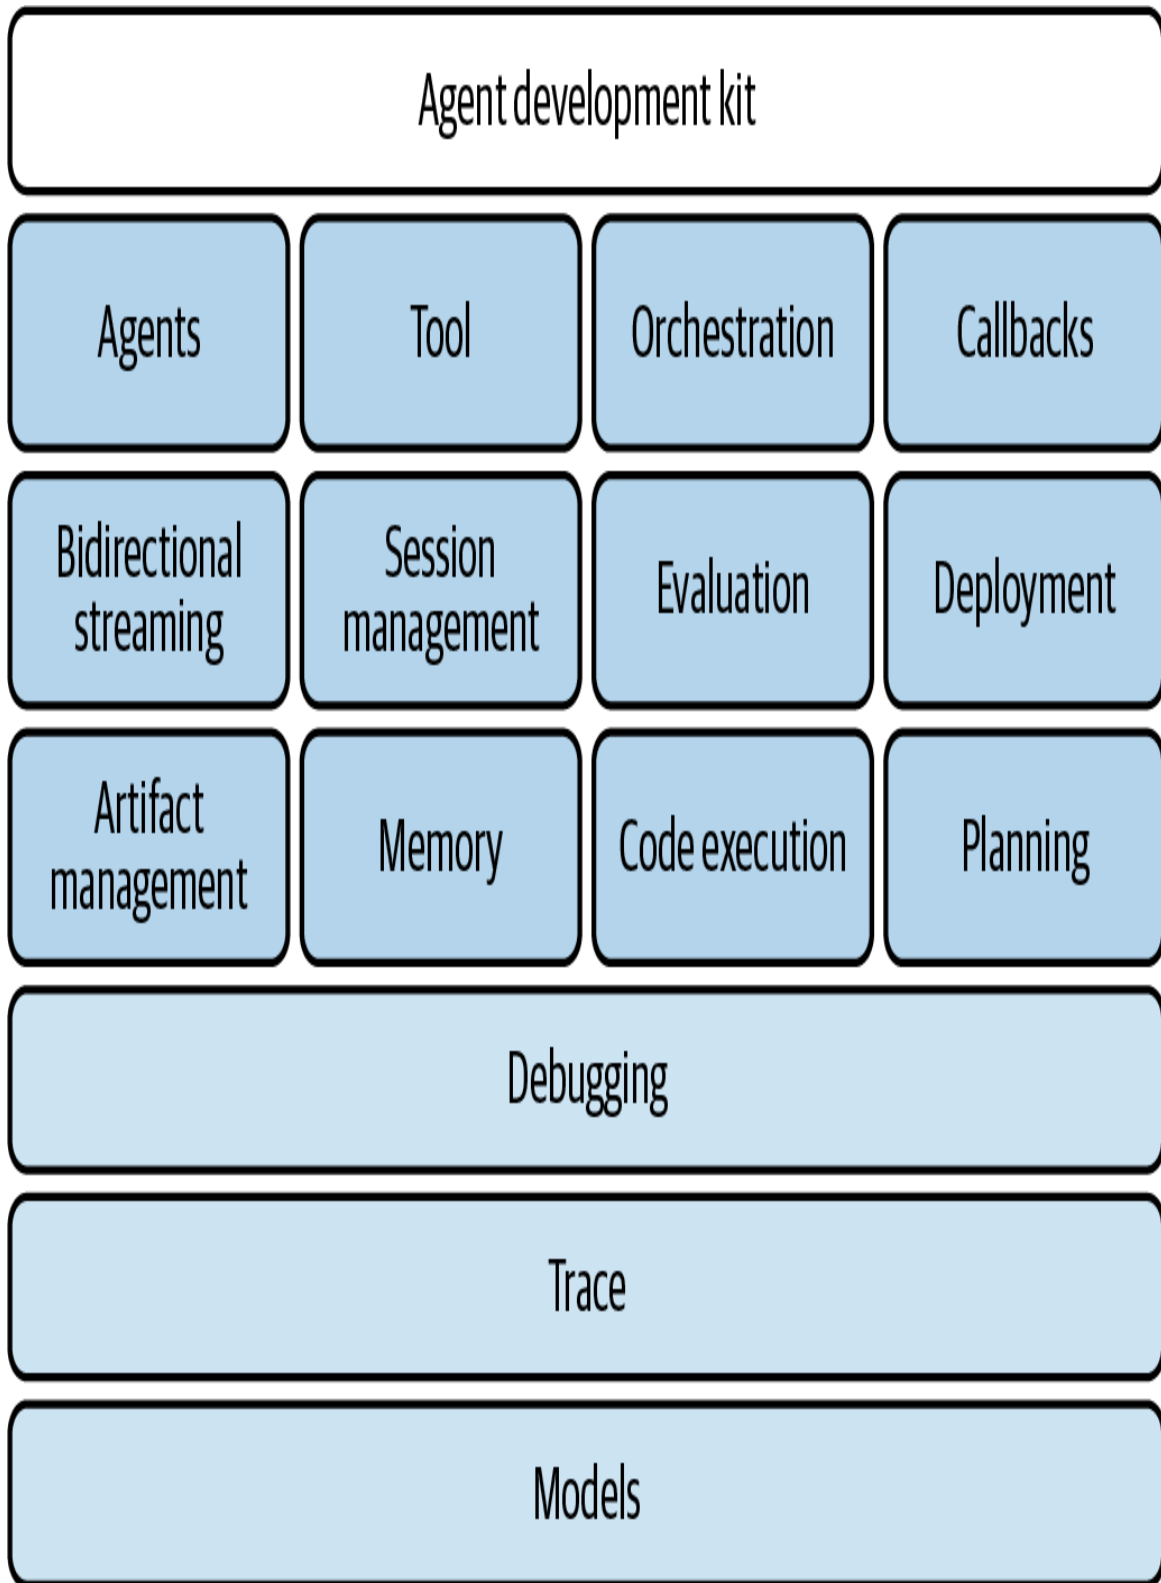 Agent development kit
Agents
Tool
Orchestration
Callbacks
Bidirectional
streaming
Session
management
Evaluation
Deployment
Artifact
management
Memory
Code execution
Planning
Debugging
Trace
Models